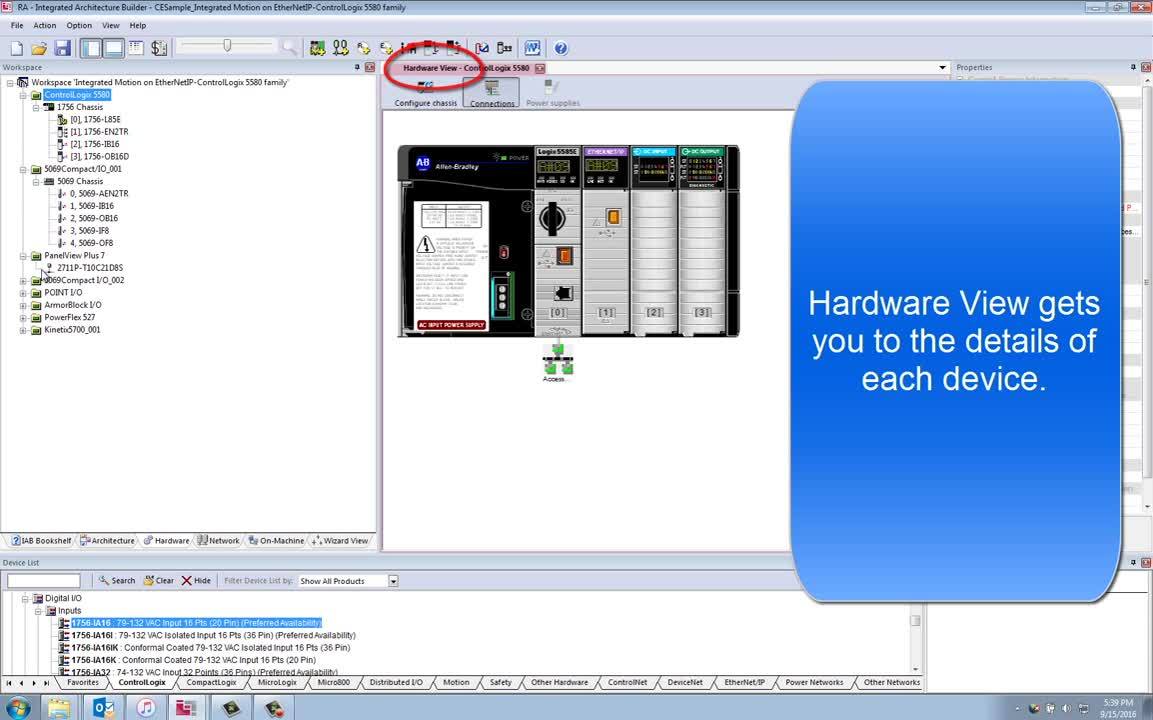 RA - Integrated Architecture Builder - CESample_Integrated Motion on EtherNetIP-ControlLogix 5580 family
File Action Option View Help
Workspace
Hardware View - ControlLogix 5580
Properties
Configure chassis Connections Power supplies
Workspace 'Integrated Motion on EtherNetIP-ControlLogix 5580 family'
ControlLogix 5580
1756 Chassis
[0], 1756-L85E
[1], 1756-EN2TR
[2], 1756-IB16
[3], 1756-OB16D
5069Compact/IO_001
5069 Chassis
0, 5069-AEN2TR
1, 5069-IB16
2, 5069-OB16
3, 5069-IF8
4, 5069-OF8
PanelView Plus 7
2711P-T10C21D8S
5069Compact I/O_002
POINT I/O
ArmorBlock I/O
PowerFlex 527
Kinetix5700_001
AB Allen-Bradley
POWER
Logix5585E
ETHERNET/IP
DC INPUT
DC OUTPUT
DIAGNOSTIC
[0] [1] [2] [3]
AC INPUT POWER SUPPLY
Access...
Hardware View gets
you to the details of
each device.
IAB Bookshelf Architecture Hardware Network On-Machine Wizard View
Device List
Search Clear Hide Filter Device List by: Show All Products
Digital I/O
Inputs
1756-IA16 : 79-132 VAC Input 16 Pts (20 Pin) (Preferred Availability)
1756-IA16I : 79-132 VAC Isolated Input 16 Pts (36 Pin) (Preferred Availability)
1756-IA16IK : Conformal Coated 79-132 VAC Isolated Input 16 Pts (36 Pin)
1756-IA16K : Conformal Coated 79-132 VAC Input 16 Pts (20 Pin)
1756-IA32 : 74-132 VAC Input 32 Points (36 Pins) (Preferred Availability)
Favorites ControlLogix CompactLogix MicroLogix Micro800 Distributed I/O Motion Safety Other Hardware ControlNet DeviceNet EtherNet/IP Power Networks Other Networks
5:39 PM
9/15/2016